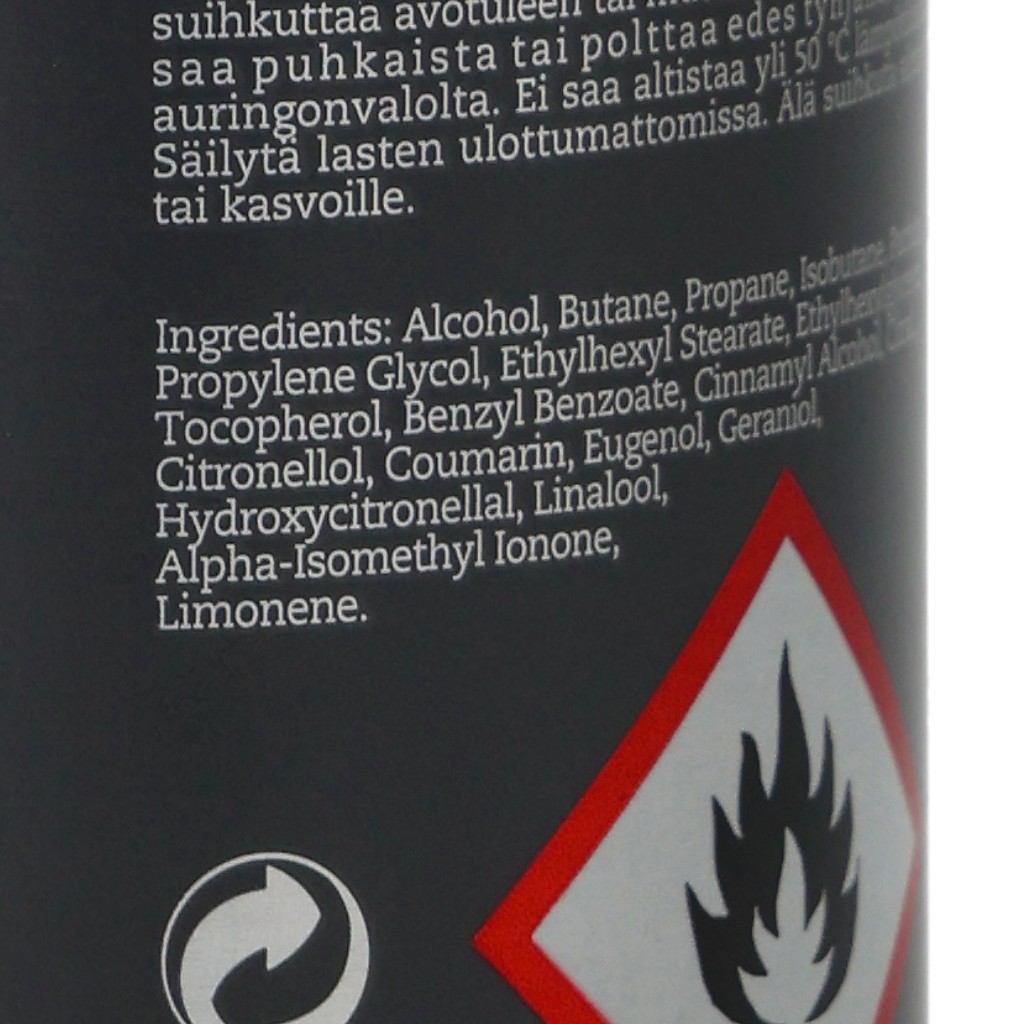 suihkuttaa avotuleen tai
saa puhkaista tai polttaa edes
auringonvalolta. Ei saa altistaa yli 50 °C
Säilytä lasten ulottumattomissa. Älä
tai kasvoille.
Ingredients: Alcohol, Butane, Propane, Isobutane,
Propylene Glycol, Ethylhexyl Stearate,
Tocopherol, Benzyl Benzoate, Cinnamyl Alcohol,
Citronellol, Coumarin, Eugenol, Geraniol,
Hydroxycitronellal, Linalool,
Alpha-Isomethyl Ionone,
Limonene.